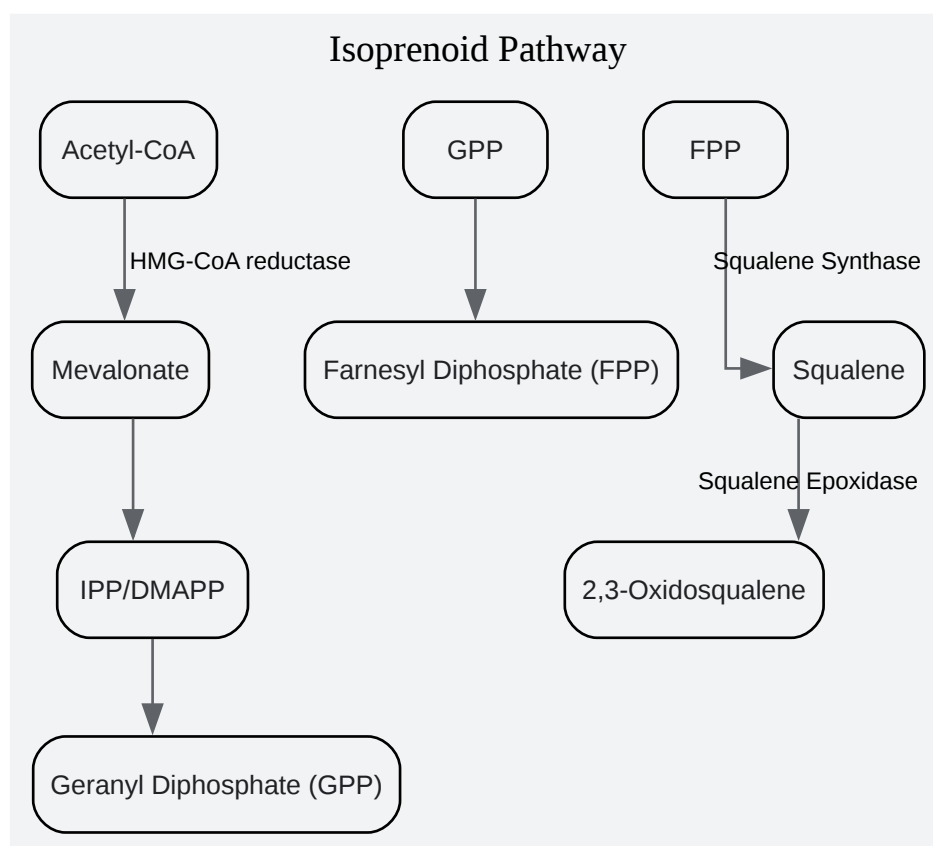 Isoprenoid Pathway
Acetyl-CoA
GPP
FPP
HMG-CoA reductase
Squalene Synthase
Mevalonate
Farnesyl Diphosphate (FPP)
Squalene
Squalene Epoxidase
IPP/DMAPP
2,3-Oxidosqualene
Geranyl Diphosphate (GPP)